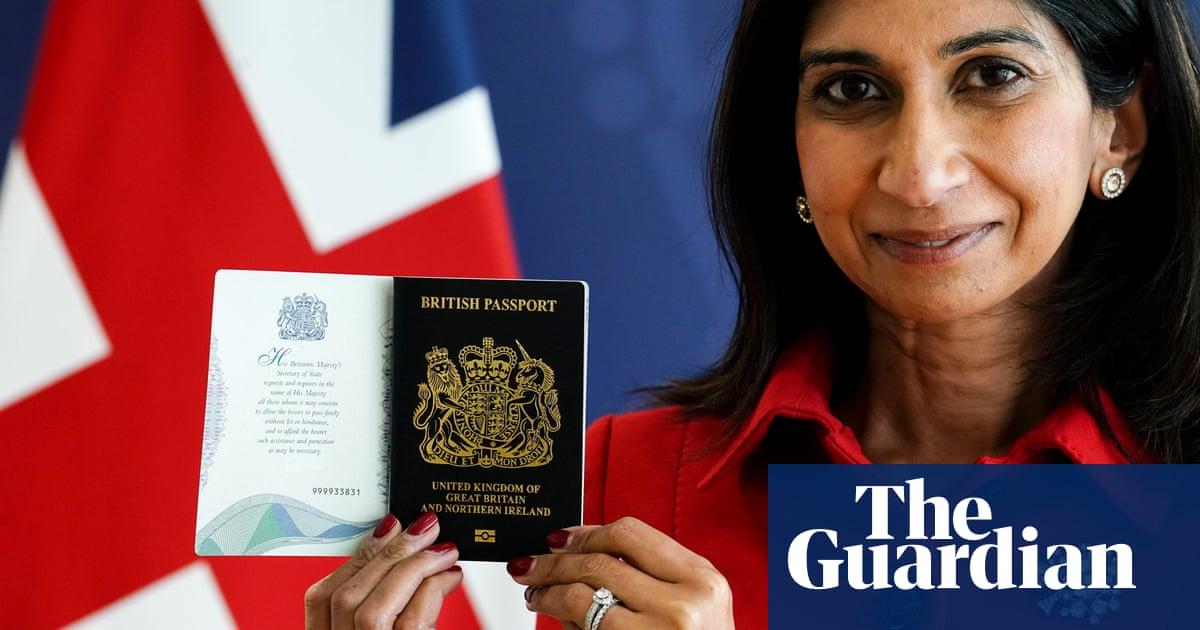 His Britannic Majesty's
Secretary of State
requests and requires in the
name of His Majesty
all those whom it may concern
to allow the bearer to pass freely
without let or hindrance,
and to afford the bearer
such assistance and protection
as may be necessary.
999933831
BRITISH PASSPORT
DIEU ET MON DROIT
UNITED KINGDOM OF
GREAT BRITAIN
AND NORTHERN IRELAND
The
Guardian